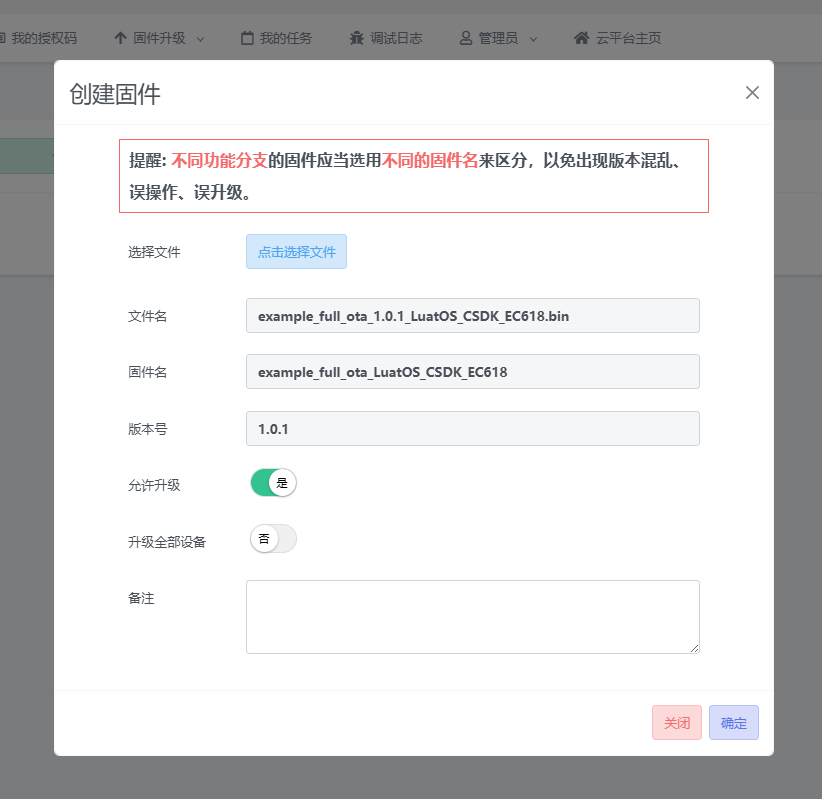 我的授权码
固件升级
我的任务
调试日志
管理员
云平台主页
创建固件
提醒: 不同功能分支的固件应当选用不同的固件名来区分，以免出现版本混乱、
误操作、误升级。
选择文件
点击选择文件
文件名
example_full_ota_1.0.1_LuatOS_CSDK_EC618.bin
固件名
example_full_ota_LuatOS_CSDK_EC618
版本号
1.0.1
允许升级
是
升级全部设备
否
备注
关闭
确定